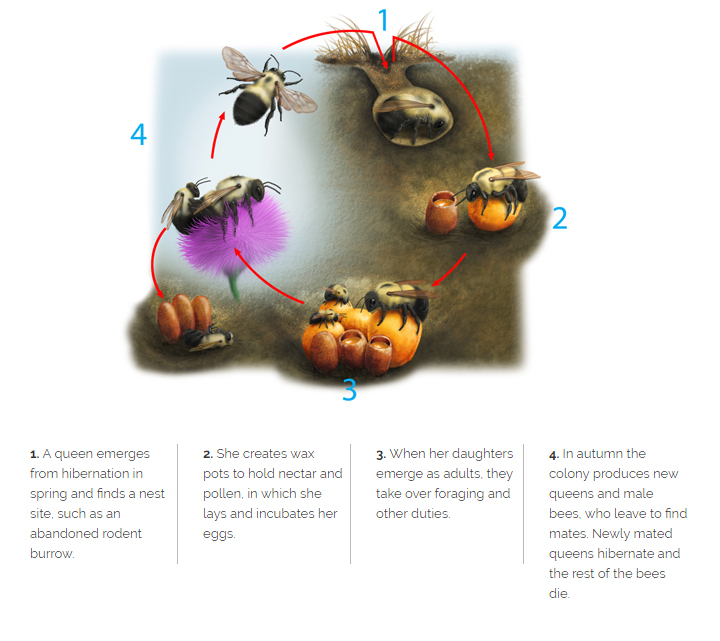 1
4
2
3
1. A queen emerges
from hibernation in
spring and finds a nest
site, such as an
abandoned rodent
burrow.
2. She creates wax
pots to hold nectar and
pollen, in which she
lays and incubates her
eggs.
3. When her daughters
emerge as adults, they
take over foraging and
other duties.
4. In autumn the
colony produces new
queens and male
bees, who leave to find
mates. Newly mated
queens hibernate and
the rest of the bees
die.